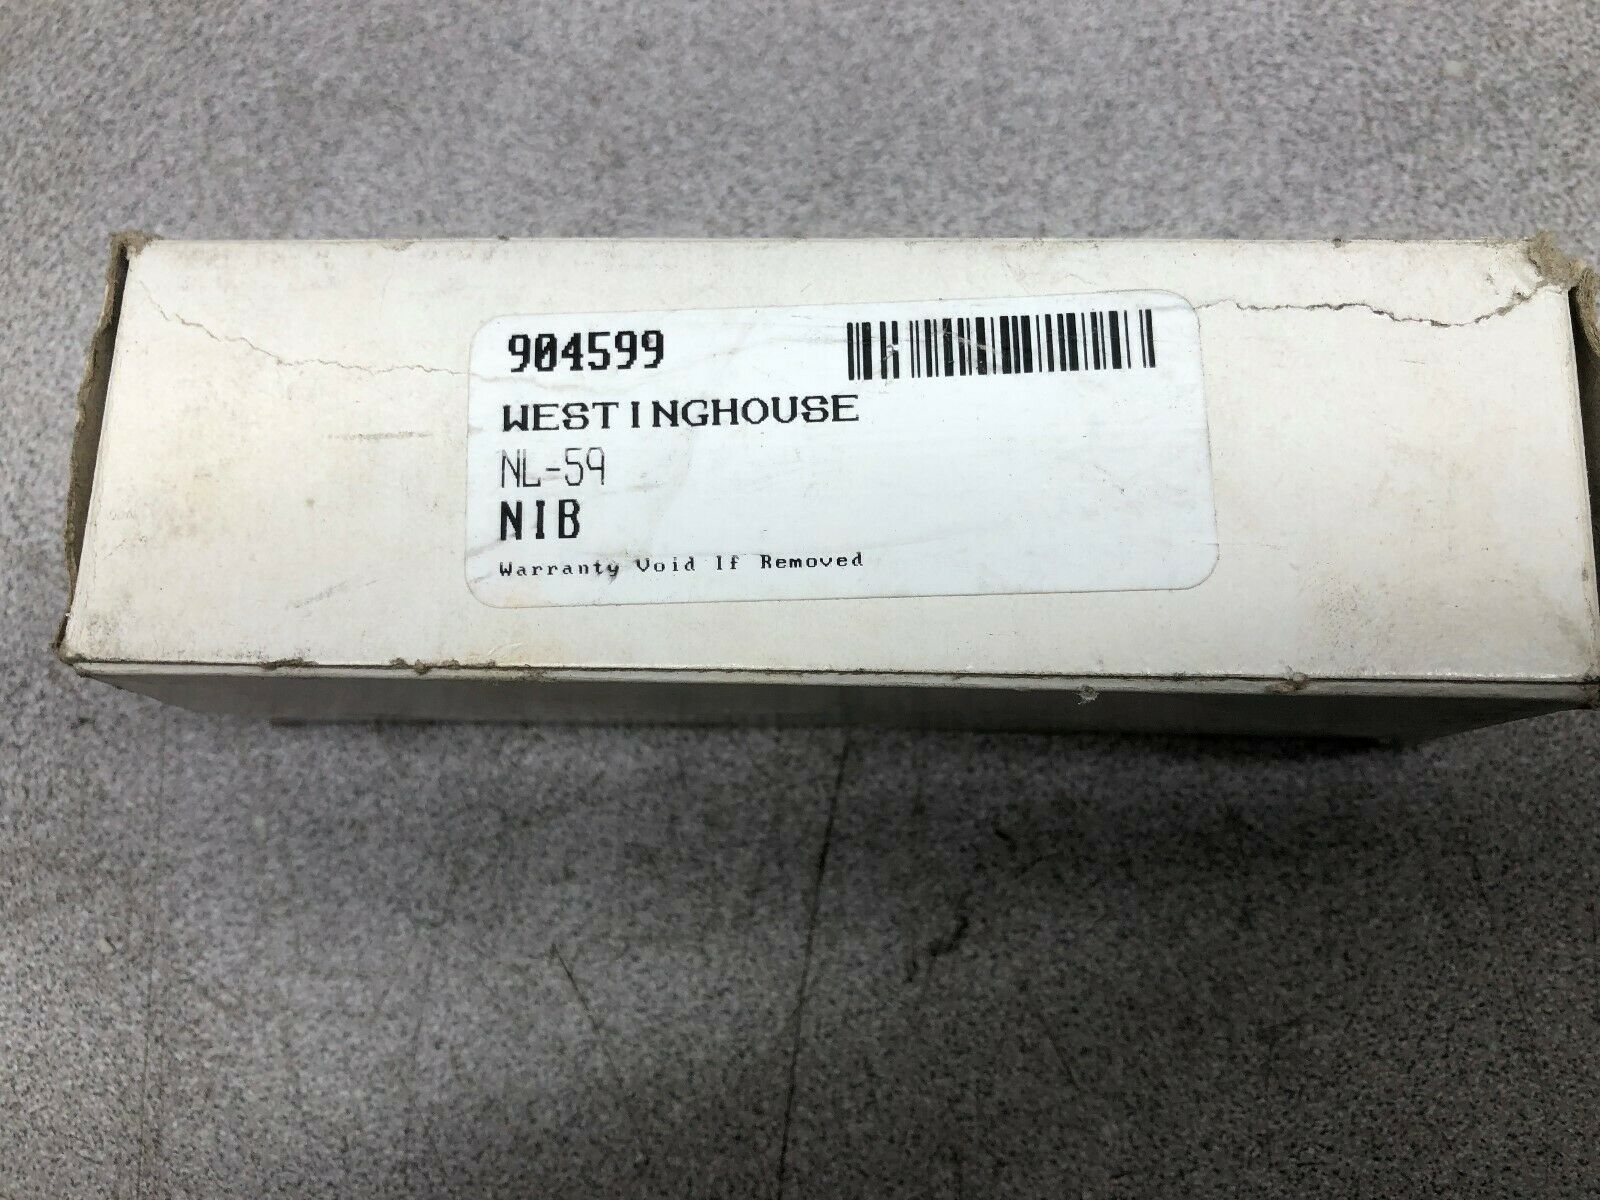 904599
WESTINGHOUSE
NL-59
NIB
Warranty Void If Removed